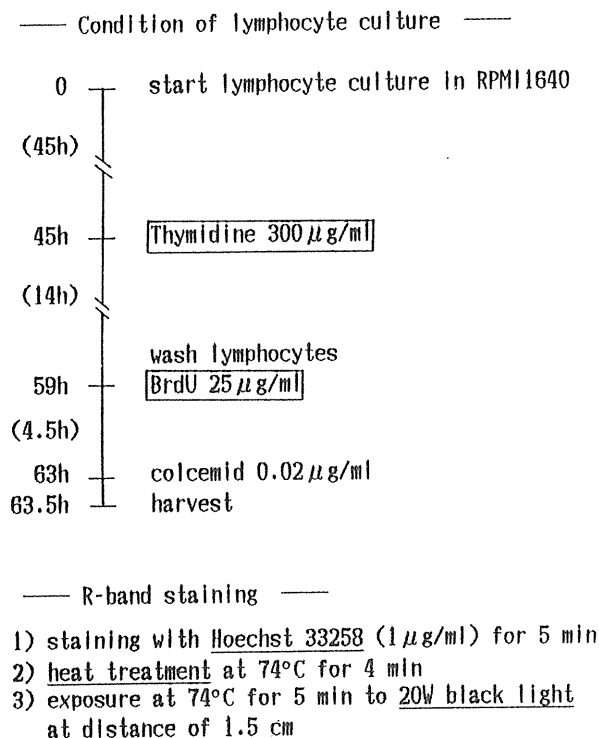 Condition of lymphocyte culture
0 start lymphocyte culture in RPMI1640
(45h)
45h Thymidine 300μg/ml
(14h)
wash lymphocytes
59h BrdU 25μg/ml
(4.5h)
63h colcemid 0.02μg/ml
63.5h harvest
R-band staining
1) staining with Hoechst 33258 (1μg/ml) for 5 min
2) heat treatment at 74°C for 4 min
3) exposure at 74°C for 5 min to 20W black light
at distance of 1.5 cm